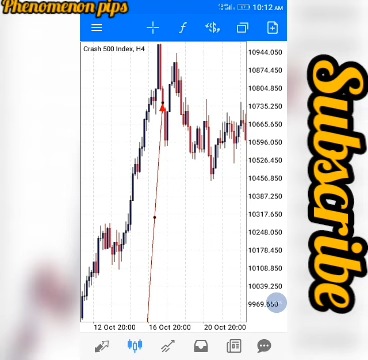 Phenomenon pips
10:12 AM
Crash 500 Index, H4
10944.050
10874.450
10804.850
10735.250
10665.650
10596.050
10526.450
10456.850
10387.250
10317.650
10248.050
10178.450
10108.850
10039.250
9969.650
12 Oct 20:00
16 Oct 20:00
20 Oct 20:00
Subscribe